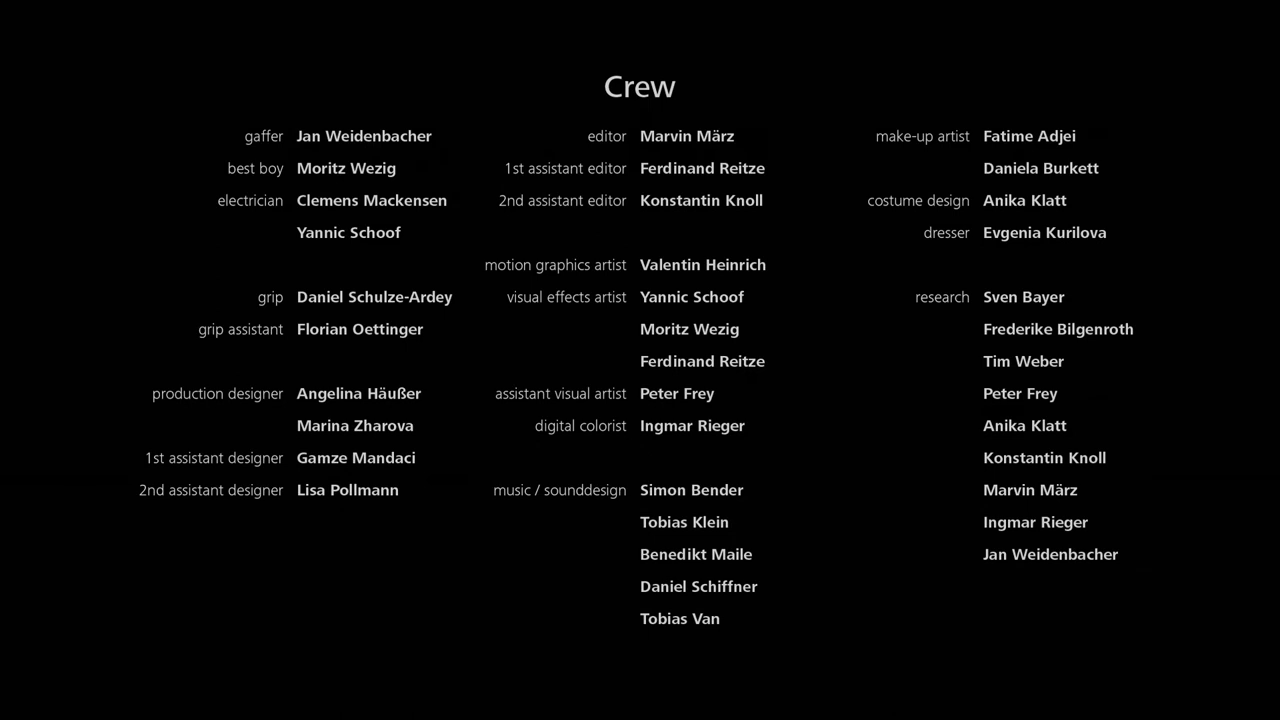 Crew
gaffer Jan Weidenbacher
best boy Moritz Wezig
electrician Clemens Mackensen
Yannic Schoof
grip Daniel Schulze-Ardey
grip assistant Florian Oettinger
production designer Angelina Häußer
Marina Zharova
1st assistant designer Gamze Mandaci
2nd assistant designer Lisa Pollmann
editor Marvin März
1st assistant editor Ferdinand Reitze
2nd assistant editor Konstantin Knoll
motion graphics artist Valentin Heinrich
visual effects artist Yannic Schoof
Moritz Wezig
Ferdinand Reitze
assistant visual artist Peter Frey
digital colorist Ingmar Rieger
music / sounddesign Simon Bender
Tobias Klein
Benedikt Maile
Daniel Schiffner
Tobias Van
make-up artist Fatime Adjei
Daniela Burkett
costume design Anika Klatt
dresser Evgenia Kurilova
research Sven Bayer
Frederike Bilgenroth
Tim Weber
Peter Frey
Anika Klatt
Konstantin Knoll
Marvin März
Ingmar Rieger
Jan Weidenbacher